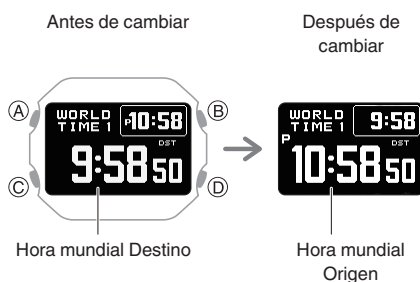 Antes de cambiar
Después de
cambiar
A
B
C
D
WORLD
TIME 1
P 10:58
DST
9:58 50
WORLD
TIME 1
9:58
DST
P
10:58 50
Hora mundial Destino
Hora mundial
Origen